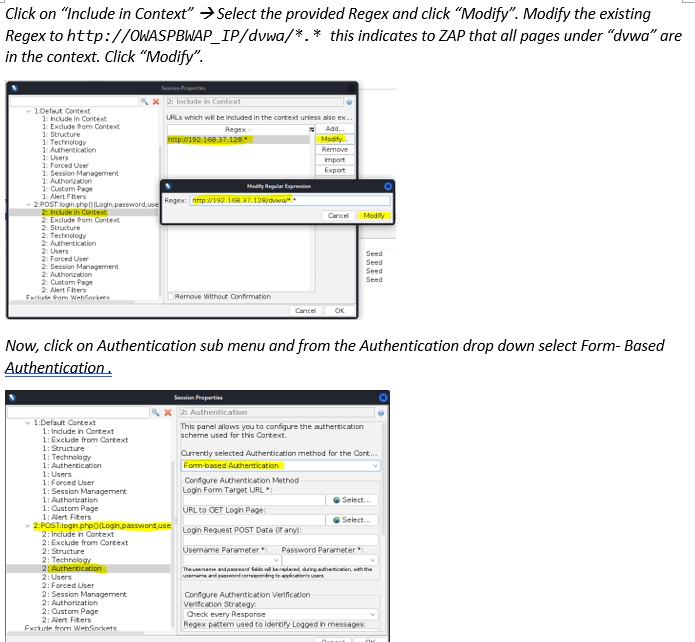 Click on "Include in Context" → Select the provided Regex and click "Modify". Modify the existing
Regex to http://OWASPBWAP_IP/dvwa/*.* this indicates to ZAP that all pages under "dvwa" are
in the context. Click "Modify".
Session Properties
1:Default Context
1: Include in Context
1: Exclude from Context
1: Structure
1: Technology
1: Authentication
1: Users
1: Forced User
1: Session Management
1: Authorization
1: Custom Page
1: Alert Filters
2:POST:login.php()(Login,password,use
2: Include in Context
2: Exclude from Context
2: Structure
2: Technology
2: Authentication
2: Users
2: Forced User
2: Session Management
2: Authorization
2: Custom Page
2: Alert Filters
Exclude from WebSockets
2: Include in Context
URLs which will be included in the context unless also ex...
Regex
http://192.168.37.128.*
Add...
Modify...
Remove
Import
Export
Modify Regular Expression
Regex: http://192.168.37.128/dvwa/*.*
Cancel
Modify
Remove Without Confirmation
Cancel
OK
Seed
Seed
Seed
Seed
Now, click on Authentication sub menu and from the Authentication drop down select Form- Based
Authentication.
Session Properties
1:Default Context
1: Include in Context
1: Exclude from Context
1: Structure
1: Technology
1: Authentication
1: Users
1: Forced User
1: Session Management
1: Authorization
1: Custom Page
1: Alert Filters
2:POST:login.php()(Login,password,use
2: Include in Context
2: Exclude from Context
2: Structure
2: Technology
2: Authentication
2: Users
2: Forced User
2: Session Management
2: Authorization
2: Custom Page
2: Alert Filters
Exclude from WebSockets
2: Authentication
This panel allows you to configure the authentication
scheme used for this Context.
Currently selected Authentication method for the Cont...
Form-based Authentication
Configure Authentication Method
Login Form Target URL *:
Select...
URL to GET Login Page:
Select...
Login Request POST Data (if any):
Username Parameter *: Password Parameter *:
The username and password fields will be replaced, during authentication, with the
username and password corresponding to application's users.
Configure Authentication Verification
Verification Strategy:
Check every Response
Regex pattern used to identify Logged in messages:
Cancel
OK